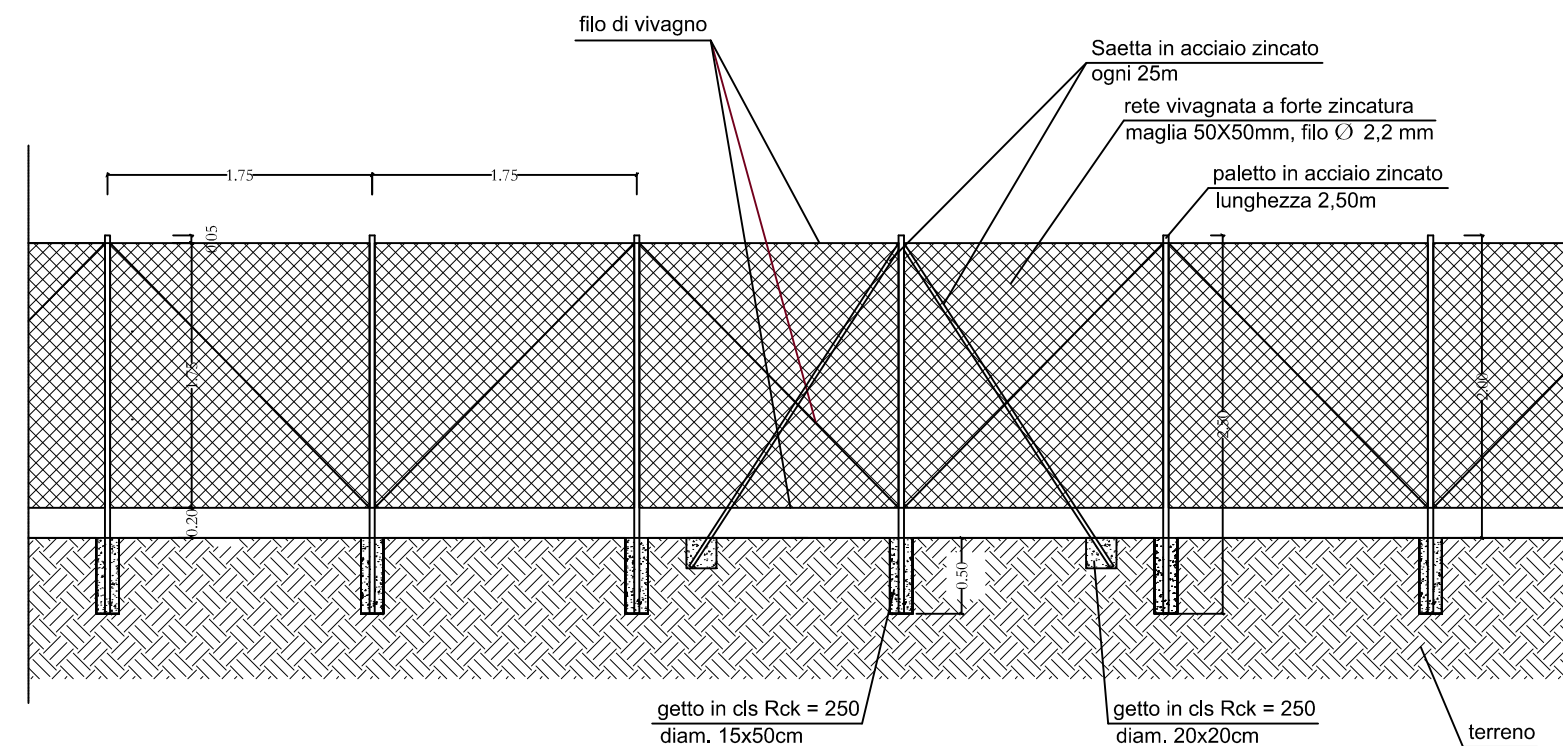 filo di vivagno
Saetta in acciaio zincato
ogni 25m
rete vivagnata a forte zincatura
maglia 50X50mm, filo Ø 2,2 mm
paletto in acciaio zincato
lunghezza 2,50m
1.75
1.75
0.05
1.75
0.20
2,50
2.00
0.50
getto in cls Rck = 250
diam. 15x50cm
getto in cls Rck = 250
diam. 20x20cm
terreno